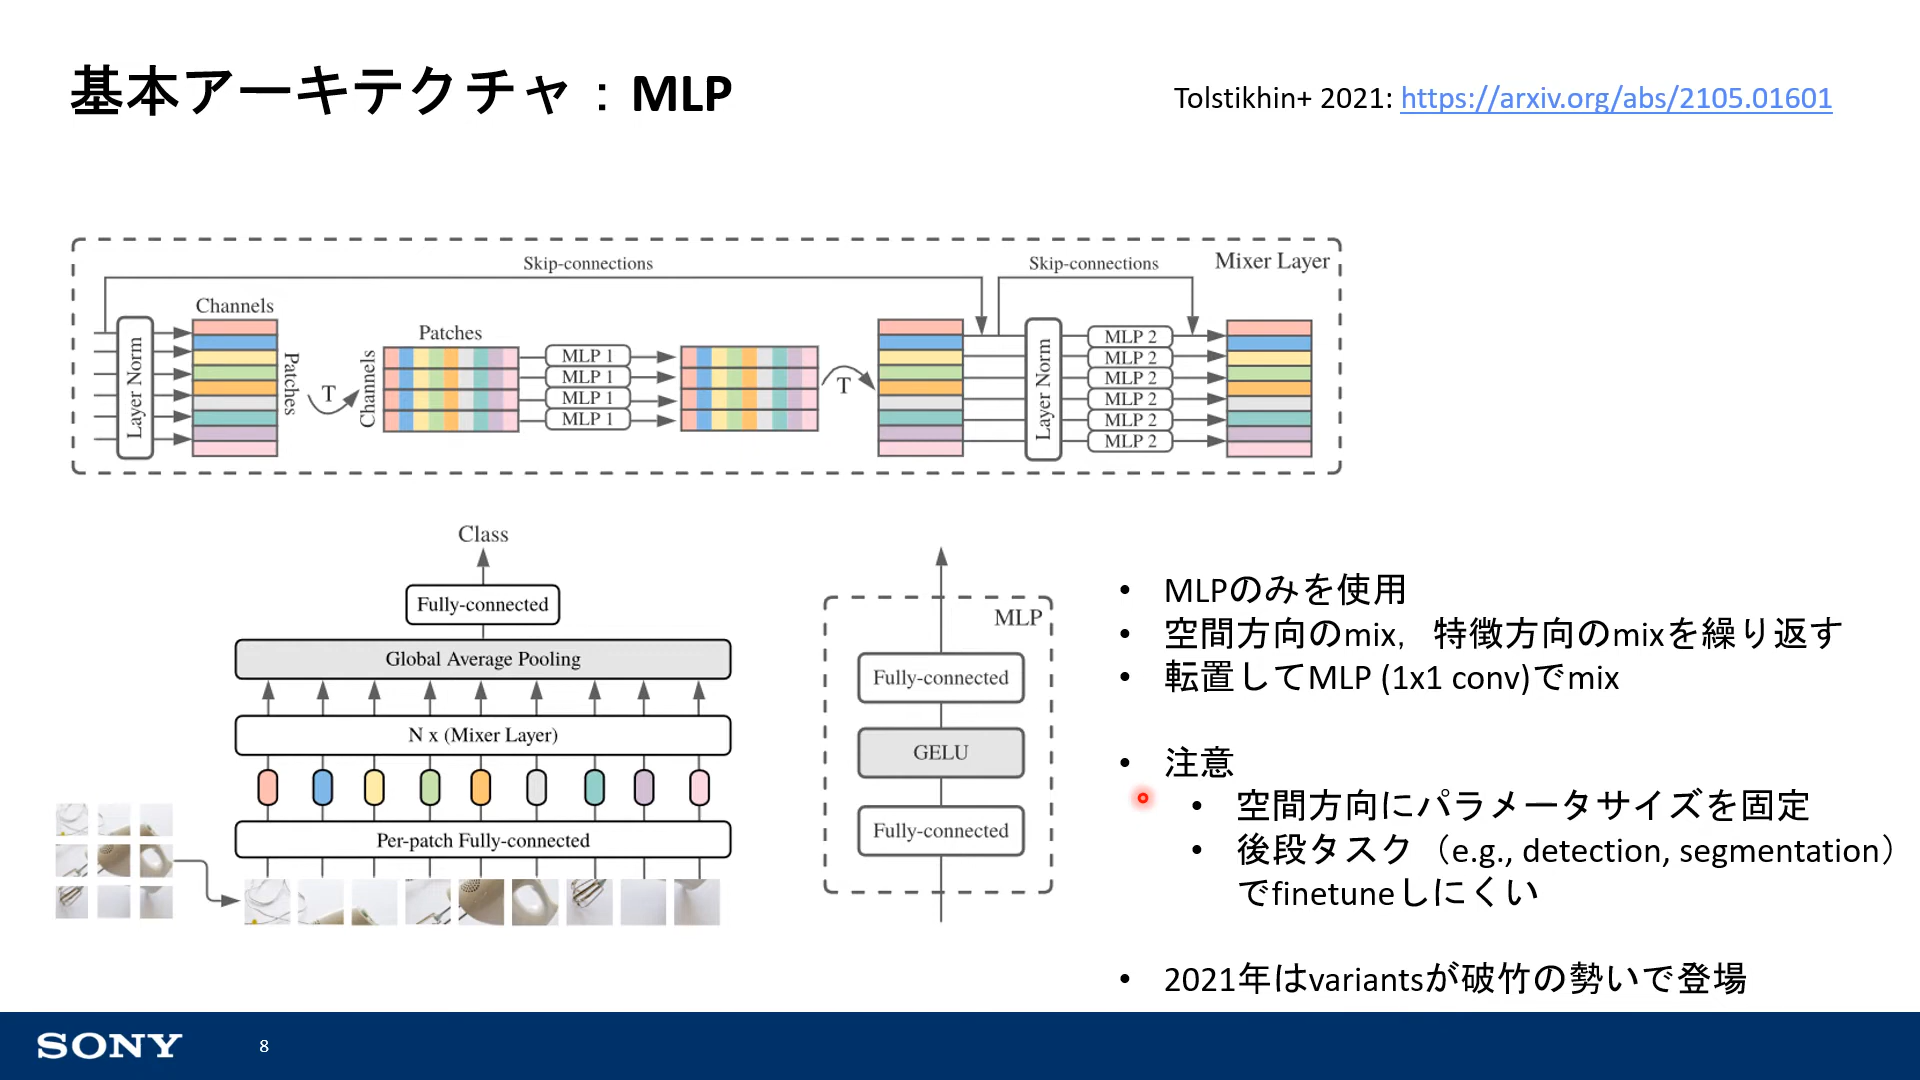 基本アーキテクチャ：MLP
Tolstikhin+ 2021: https://arxiv.org/abs/2105.01601
Skip-connections
Skip-connections
Mixer Layer
Channels
Patches
Layer Norm
Patches
T
Channels
MLP 1
MLP 1
MLP 1
MLP 1
T
Layer Norm
MLP 2
MLP 2
MLP 2
MLP 2
MLP 2
MLP 2
Class
Fully-connected
Global Average Pooling
N x (Mixer Layer)
Per-patch Fully-connected
MLP
Fully-connected
GELU
Fully-connected
• MLPのみを使用
• 空間方向のmix，特徴方向のmixを繰り返す
• 転置してMLP (1x1 conv)でmix
• 注意
• 空間方向にパラメータサイズを固定
• 後段タスク（e.g., detection, segmentation）
でfinetuneしにくい
• 2021年はvariantsが破竹の勢いで登場
SONY
8